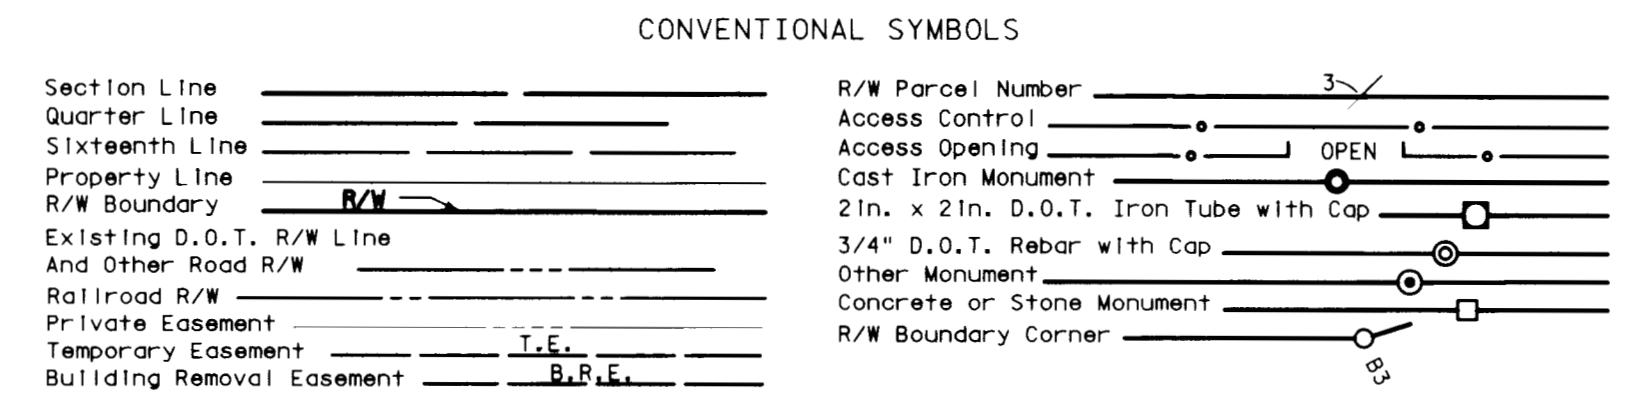 CONVENTIONAL SYMBOLS
Section Line
Quarter Line
Sixteenth Line
Property Line
R/W Boundary R/W
Existing D.O.T. R/W Line
And Other Road R/W
Railroad R/W
Private Easement
Temporary Easement T.E.
Building Removal Easement B.R.E.
R/W Parcel Number 3
Access Control
Access Opening OPEN
Cast Iron Monument
2in. x 2in. D.O.T. Iron Tube with Cap
3/4" D.O.T. Rebar with Cap
Other Monument
Concrete or Stone Monument
R/W Boundary Corner
B3